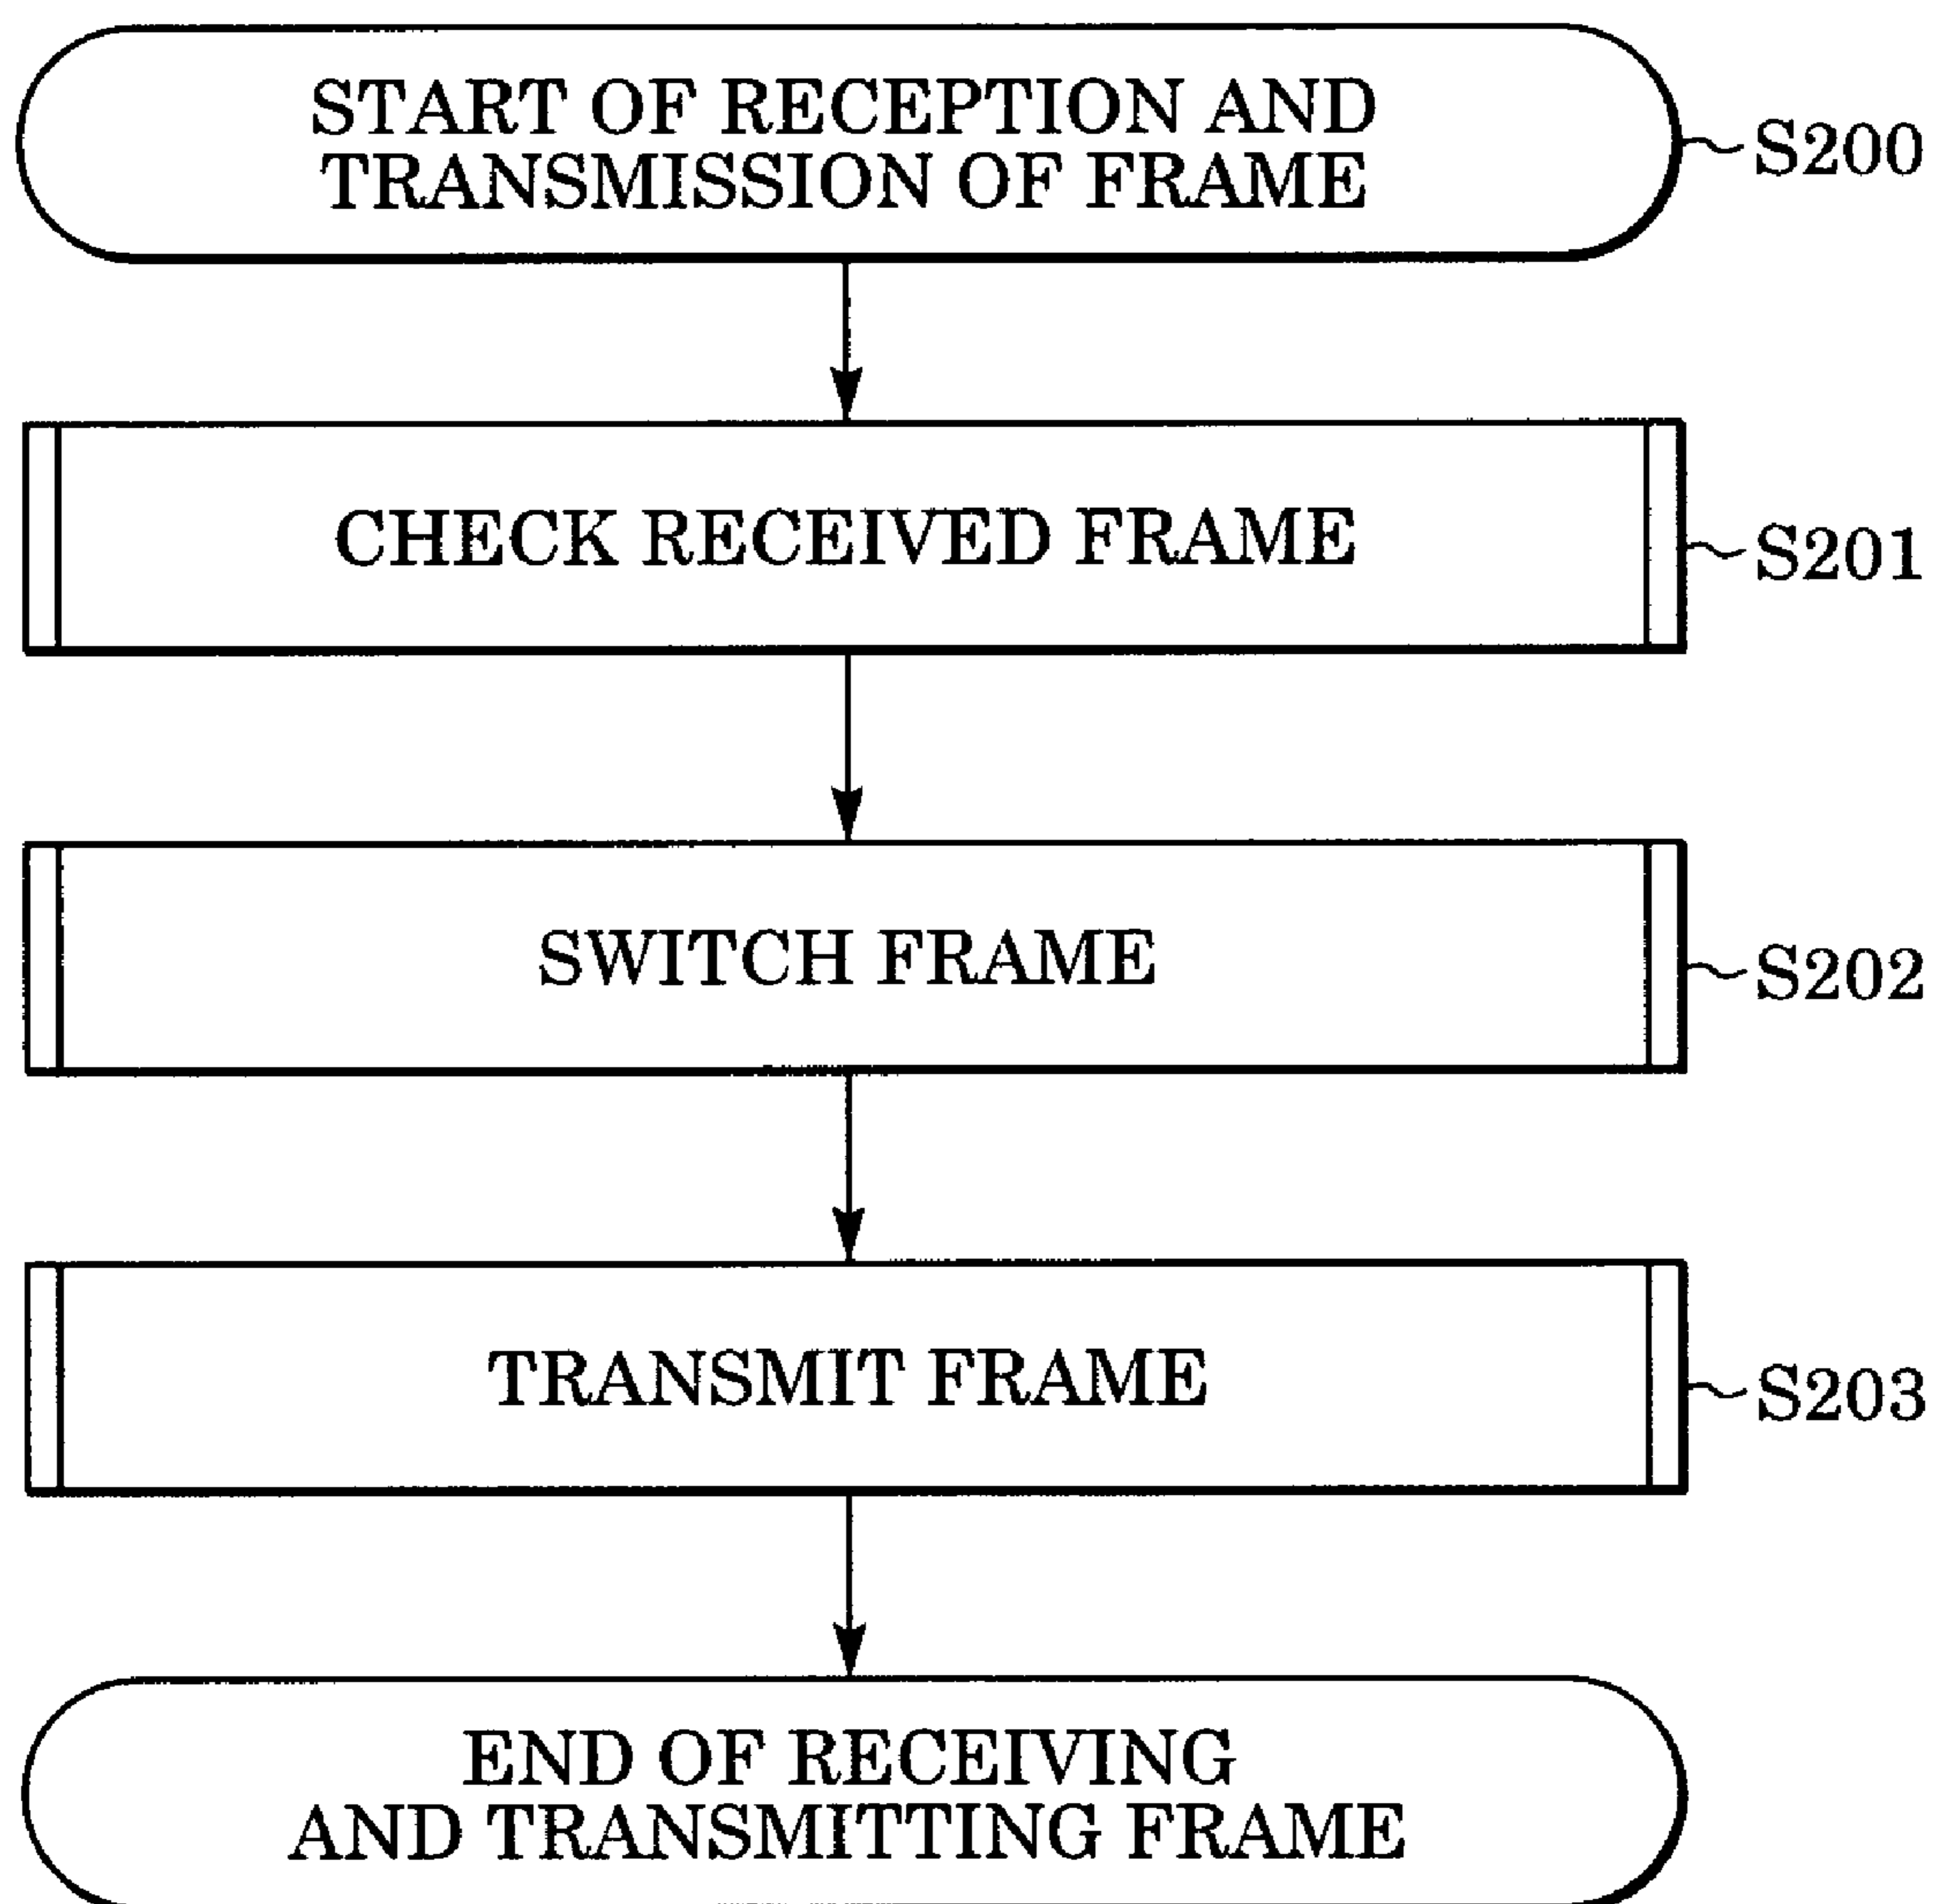 START OF RECEPTION AND
TRANSMISSION OF FRAME
S200
CHECK RECEIVED FRAME
S201
SWITCH FRAME
S202
TRANSMIT FRAME
S203
END OF RECEIVING
AND TRANSMITTING FRAME